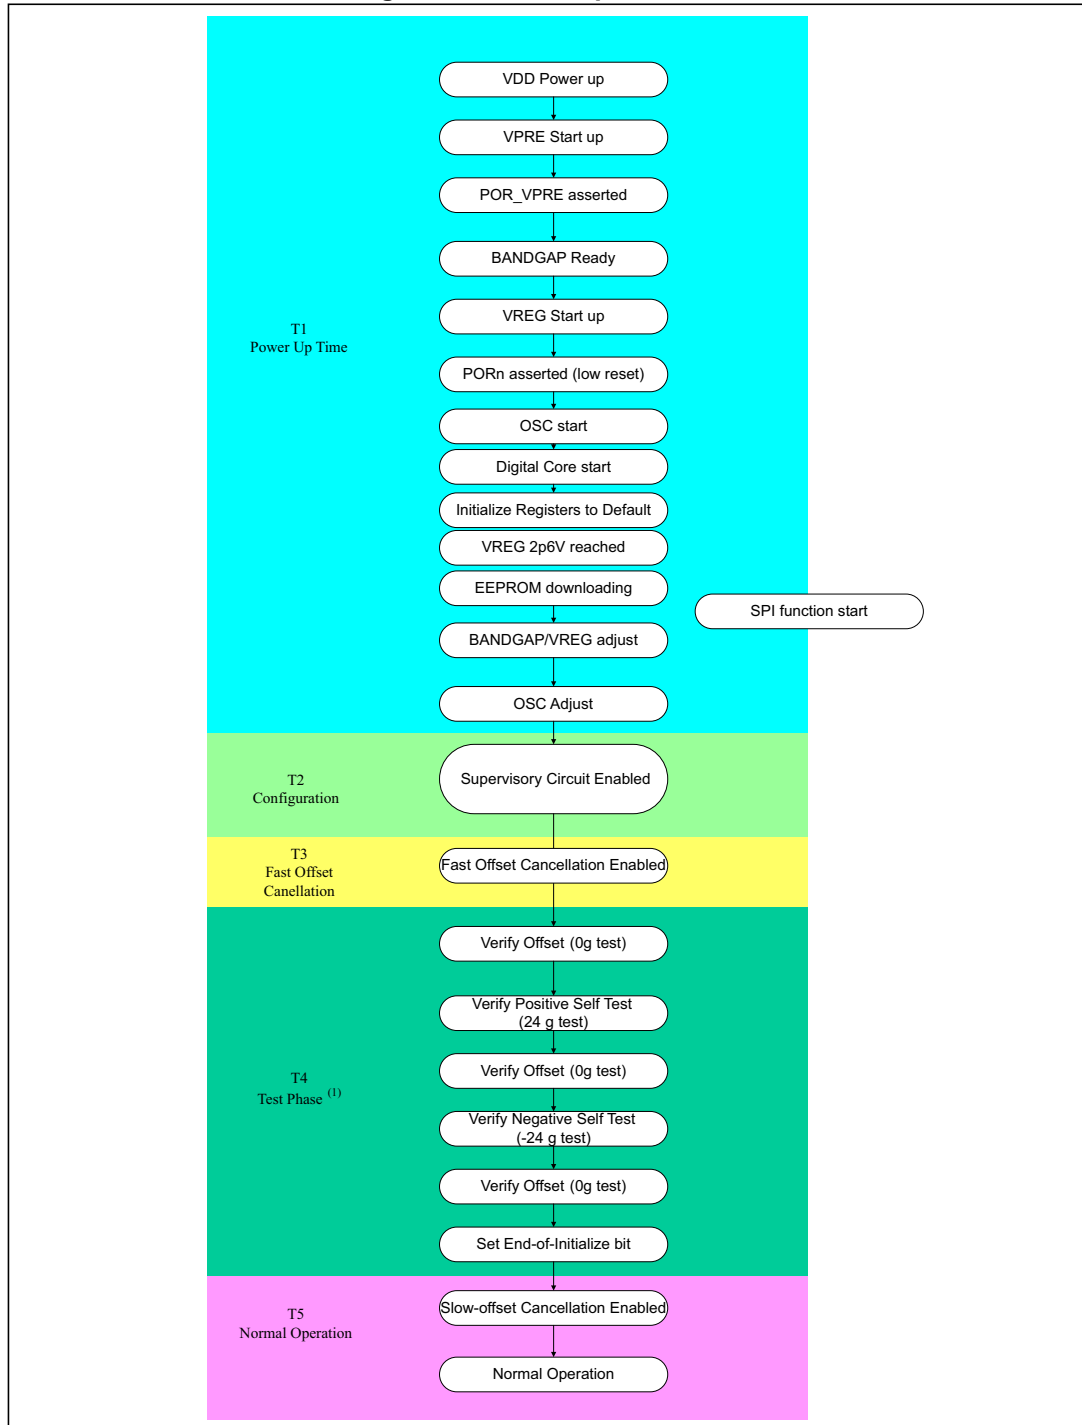 VDD Power up
VPRE Start up
POR_VPRE asserted
BANDGAP Ready
VREG Start up
T1
Power Up Time
PORn asserted (low reset)
OSC start
Digital Core start
Initialize Registers to Default
VREG 2p6V reached
EEPROM downloading
SPI function start
BANDGAP/VREG adjust
OSC Adjust
T2
Configuration
Supervisory Circuit Enabled
T3
Fast Offset
Canellation
Fast Offset Cancellation Enabled
Verify Offset (0g test)
Verify Positive Self Test
(24 g test)
T4
Test Phase (1)
Verify Offset (0g test)
Verify Negative Self Test
(-24 g test)
Verify Offset (0g test)
Set End-of-Initialize bit
T5
Normal Operation
Slow-offset Cancellation Enabled
Normal Operation